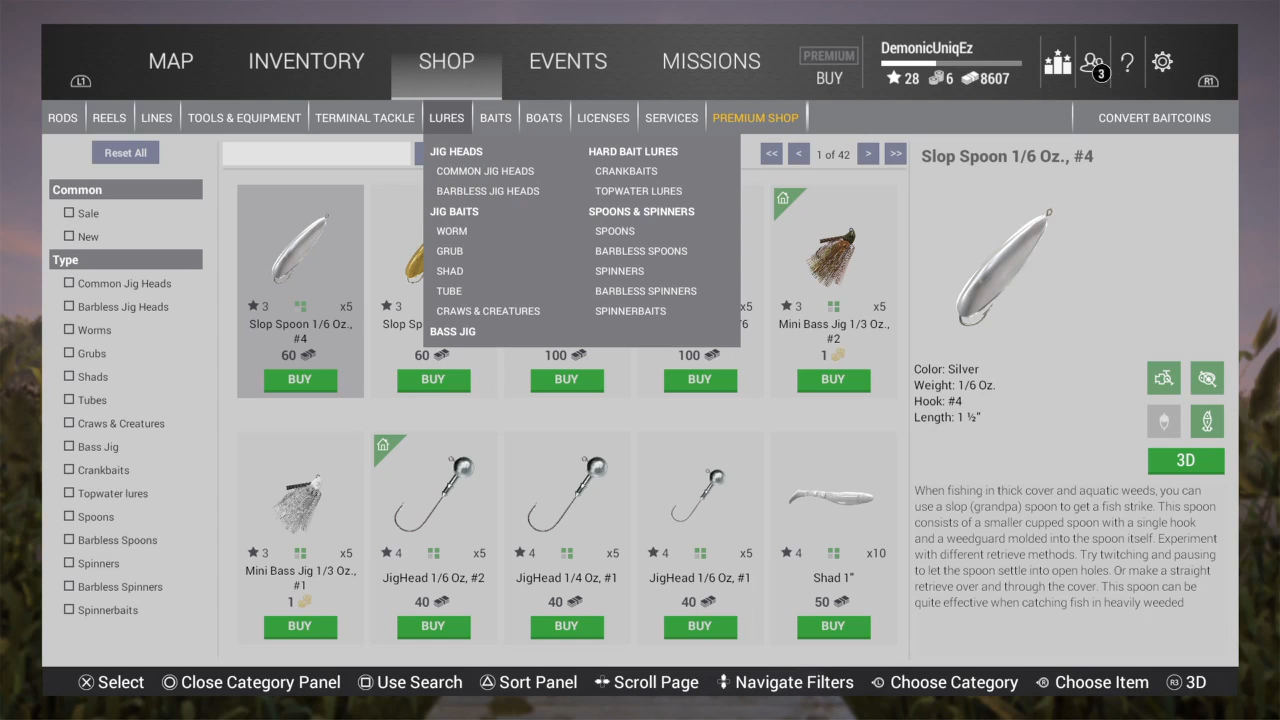 MAP
INVENTORY
SHOP
EVENTS
MISSIONS
PREMIUM
BUY
DemonicUniqEz
28
6
8607
3
?
L1
R1
RODS
REELS
LINES
TOOLS & EQUIPMENT
TERMINAL TACKLE
LURES
BAITS
BOATS
LICENSES
SERVICES
PREMIUM SHOP
CONVERT BAITCOINS
Reset All
Common
Sale
New
Type
Common Jig Heads
Barbless Jig Heads
Worms
Grubs
Shads
Tubes
Craws & Creatures
Bass Jig
Crankbaits
Topwater lures
Spoons
Barbless Spoons
Spinners
Barbless Spinners
Spinnerbaits
JIG HEADS
COMMON JIG HEADS
BARBLESS JIG HEADS
JIG BAITS
WORM
GRUB
SHAD
TUBE
CRAWS & CREATURES
BASS JIG
HARD BAIT LURES
CRANKBAITS
TOPWATER LURES
SPOONS & SPINNERS
SPOONS
BARBLESS SPOONS
SPINNERS
BARBLESS SPINNERS
SPINNERBAITS
<<
<
1 of 42
>
>>
3
x5
Slop Spoon 1/6 Oz.,
#4
60
BUY
3
Slop Sp
60
BUY
100
BUY
/6
100
BUY
3
x5
Mini Bass Jig 1/3 Oz.,
#2
1
BUY
3
x5
Mini Bass Jig 1/3 Oz.,
#1
1
BUY
4
x5
JigHead 1/6 Oz, #2
40
BUY
4
x5
JigHead 1/4 Oz, #1
40
BUY
4
x5
JigHead 1/6 Oz, #1
40
BUY
4
x10
Shad 1"
50
BUY
Slop Spoon 1/6 Oz., #4
Color: Silver
Weight: 1/6 Oz.
Hook: #4
Length: 1 ½"
3D
When fishing in thick cover and aquatic weeds, you can
use a slop (grandpa) spoon to get a fish strike. This spoon
consists of a smaller cupped spoon with a single hook
and a weedguard molded into the spoon itself. Experiment
with different retrieve methods. Try twitching and pausing
to let the spoon settle into open holes. Or make a straight
retrieve over and through the cover. This spoon can be
quite effective when catching fish in heavily weeded
Select
Close Category Panel
Use Search
Sort Panel
Scroll Page
Navigate Filters
L Choose Category
R Choose Item
R3 3D